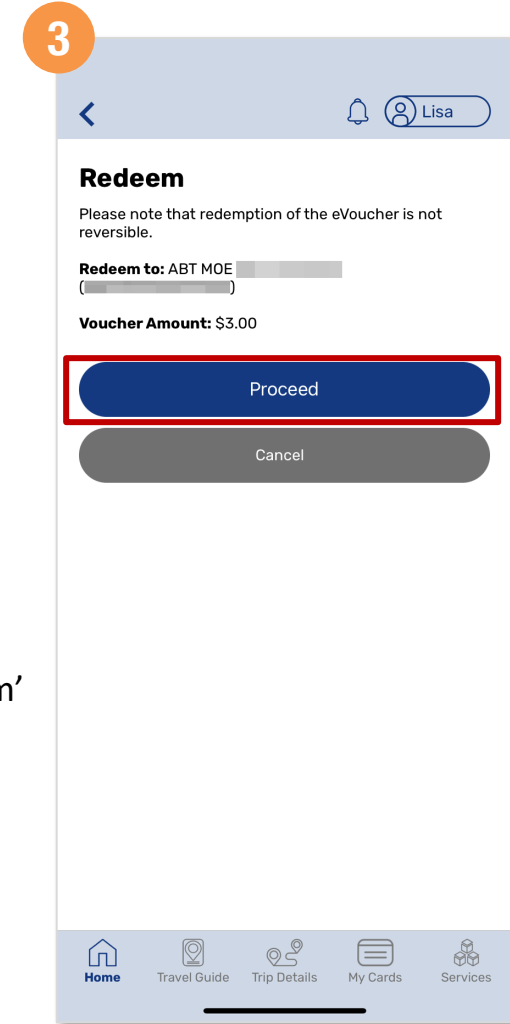 3
Lisa
Redeem
Please note that redemption of the eVoucher is not
reversible.
Redeem to: ABT MOE
( )
Voucher Amount: $3.00
Proceed
Cancel
m’
Home Travel Guide Trip Details My Cards Services